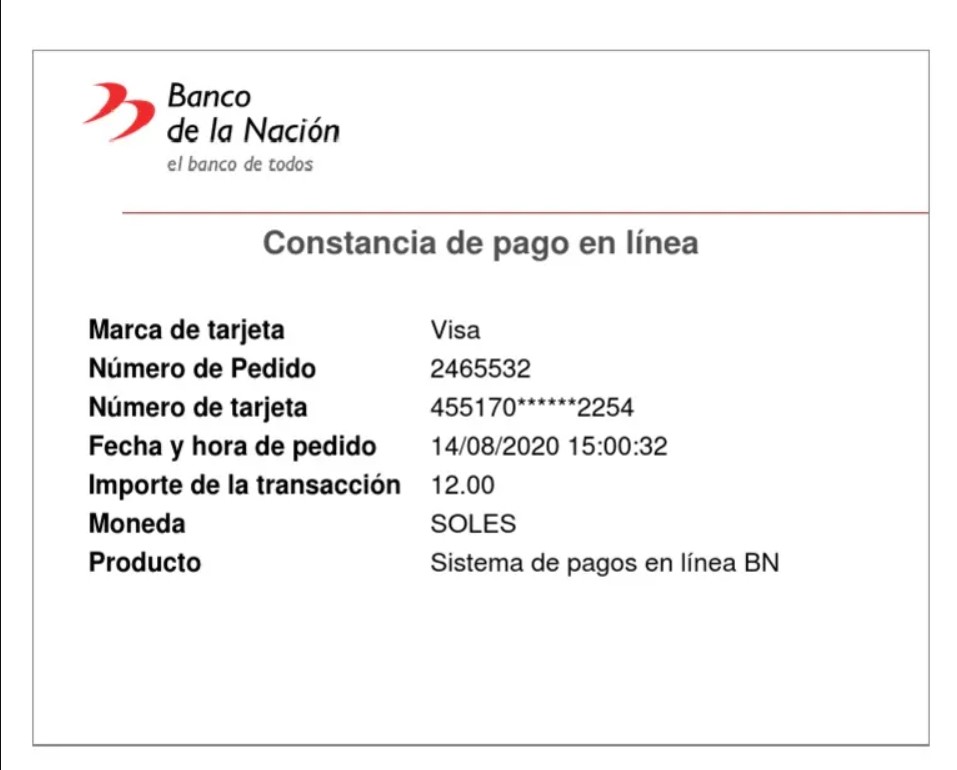 Banco
de la Nación
el banco de todos
Constancia de pago en línea
Marca de tarjeta Visa
Número de Pedido 2465532
Número de tarjeta 455170******2254
Fecha y hora de pedido 14/08/2020 15:00:32
Importe de la transacción 12.00
Moneda SOLES
Producto Sistema de pagos en línea BN